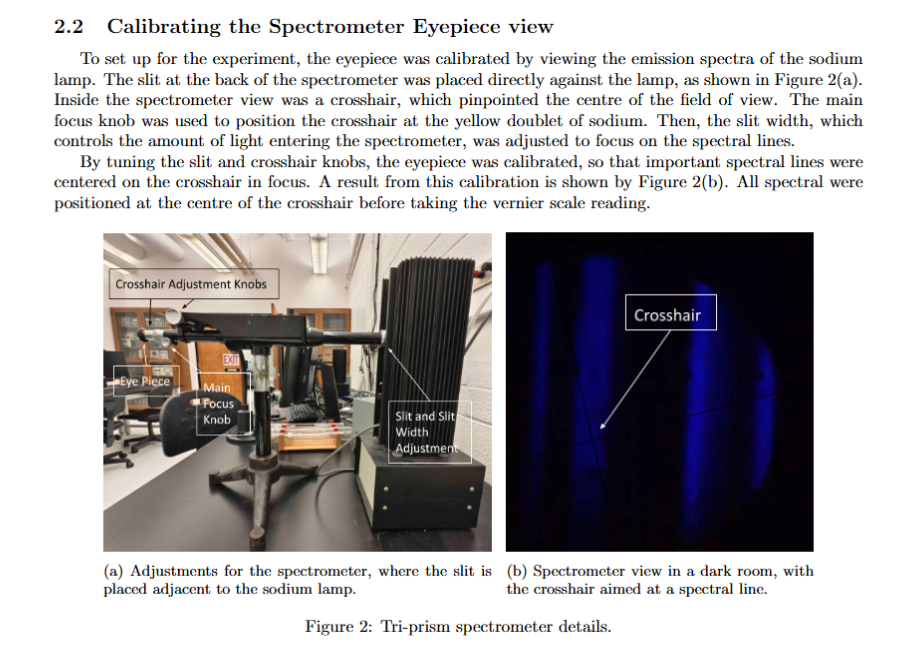 2.2 Calibrating the Spectrometer Eyepiece view
To set up for the experiment, the eyepiece was calibrated by viewing the emission spectra of the sodium
lamp. The slit at the back of the spectrometer was placed directly against the lamp, as shown in Figure 2(a).
Inside the spectrometer view was a crosshair, which pinpointed the centre of the field of view. The main
focus knob was used to position the crosshair at the yellow doublet of sodium. Then, the slit width, which
controls the amount of light entering the spectrometer, was adjusted to focus on the spectral lines.
By tuning the slit and crosshair knobs, the eyepiece was calibrated, so that important spectral lines were
centered on the crosshair in focus. A result from this calibration is shown by Figure 2(b). All spectral were
positioned at the centre of the crosshair before taking the vernier scale reading.
Crosshair Adjustment Knobs
EXIT
Eye Piece
Main
Focus
Knob
Slit and Slit
Width
Adjustment
Crosshair
(a) Adjustments for the spectrometer, where the slit is
placed adjacent to the sodium lamp.
(b) Spectrometer view in a dark room, with
the crosshair aimed at a spectral line.
Figure 2: Tri-prism spectrometer details.